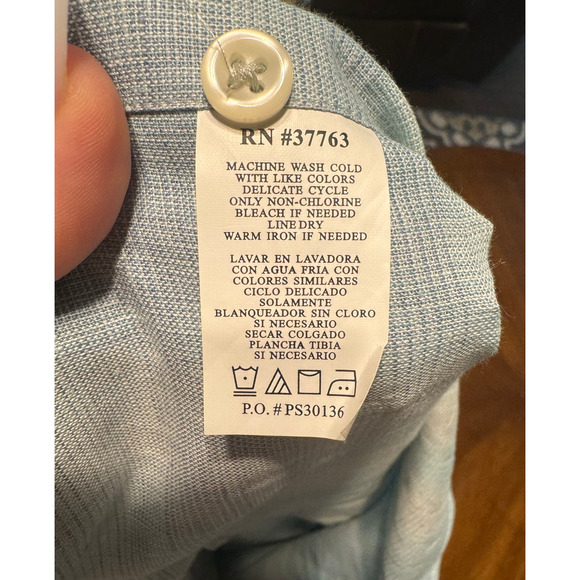 RN #37763
MACHINE WASH COLD
WITH LIKE COLORS
DELICATE CYCLE
ONLY NON-CHLORINE
BLEACH IF NEEDED
LINE DRY
WARM IRON IF NEEDED
LAVAR EN LAVADORA
CON AGUA FRIA CON
COLORES SIMILARES
CICLO DELICADO
SOLAMENTE
BLANQUEADOR SIN CLORO
SI NECESARIO
SECAR COLGADO
PLANCHA TIBIA
SI NECESARIO
P.O. #PS30136